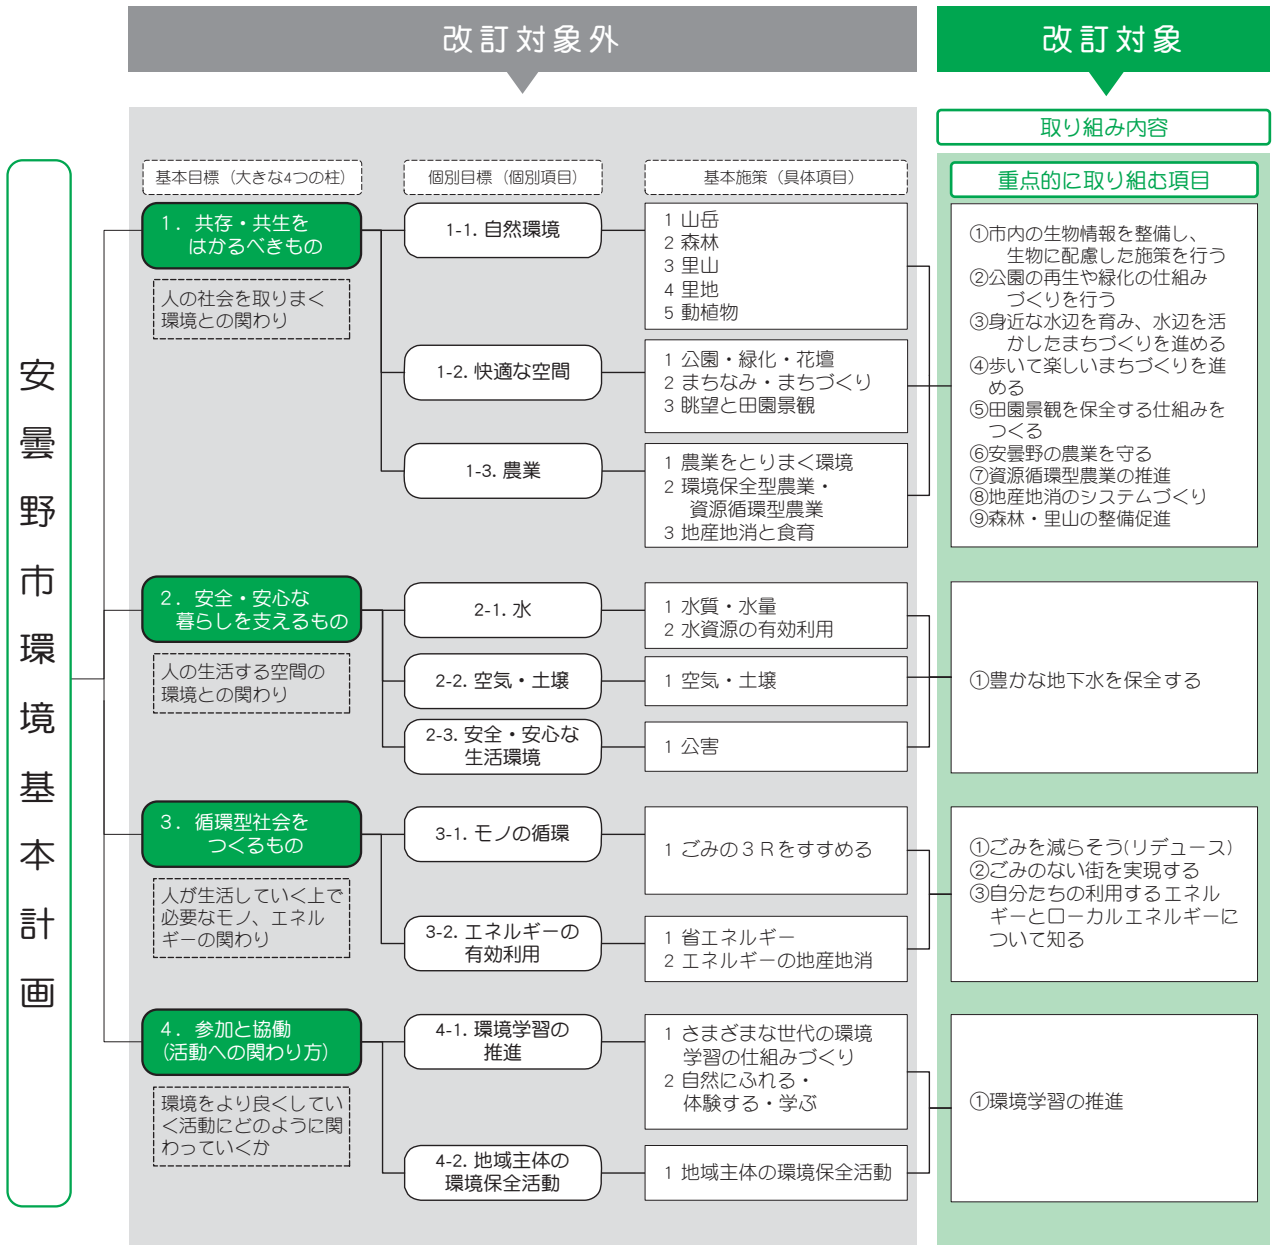 改訂対象外
改訂対象
取り組み内容
安曇野市環境基本計画
基本目標（大きな4つの柱）
個別目標（個別項目）
基本施策（具体項目）
重点的に取り組む項目
1．共存・共生を
はかるべきもの
人の社会を取りまく
環境との関わり
1-1. 自然環境
1 山岳
2 森林
3 里山
4 里地
5 動植物
1-2. 快適な空間
1 公園・緑化・花壇
2 まちなみ・まちづくり
3 眺望と田園景観
1-3. 農業
1 農業をとりまく環境
2 環境保全型農業・
資源循環型農業
3 地産地消と食育
①市内の生物情報を整備し、
生物に配慮した施策を行う
②公園の再生や緑化の仕組み
づくりを行う
③身近な水辺を育み、水辺を活
かしたまちづくりを進める
④歩いて楽しいまちづくりを進
める
⑤田園景観を保全する仕組みを
つくる
⑥安曇野の農業を守る
⑦資源循環型農業の推進
⑧地産地消のシステムづくり
⑨森林・里山の整備促進
2．安全・安心な
暮らしを支えるもの
人の生活する空間の
環境との関わり
2-1. 水
1 水質・水量
2 水資源の有効利用
2-2. 空気・土壌
1 空気・土壌
2-3. 安全・安心な
生活環境
1 公害
①豊かな地下水を保全する
3．循環型社会を
つくるもの
人が生活していく上で
必要なモノ、エネル
ギーの関わり
3-1. モノの循環
1 ごみの３Ｒをすすめる
3-2. エネルギーの
有効利用
1 省エネルギー
2 エネルギーの地産地消
①ごみを減らそう(リデュース)
②ごみのない街を実現する
③自分たちの利用するエネル
ギーとローカルエネルギーに
ついて知る
4．参加と協働
(活動への関わり方)
環境をより良くしてい
く活動にどのように関
わっていくか
4-1. 環境学習の
推進
1 さまざまな世代の環境
学習の仕組みづくり
2 自然にふれる・
体験する・学ぶ
4-2. 地域主体の
環境保全活動
1 地域主体の環境保全活動
①環境学習の推進